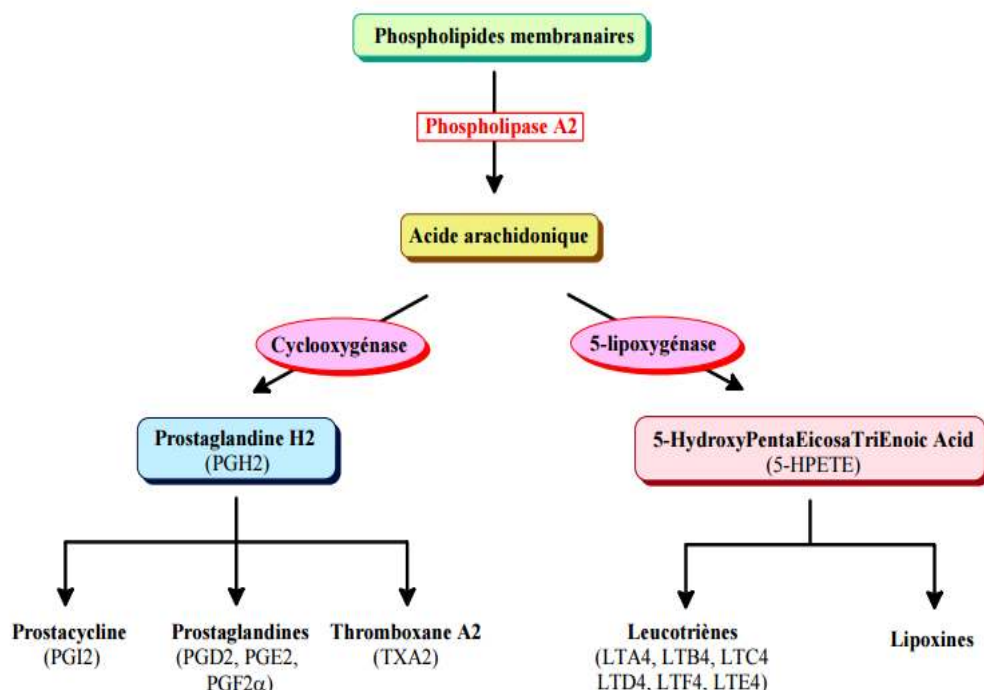 Phospholipides membranaires
Phospholipase A2
Acide arachidonique
Cyclooxygénase
5-lipoxygénase
Prostaglandine H2
(PGH2)
5-HydroxyPentaEicosaTriEnoic Acid
(5-HPETE)
Prostacycline
(PGI2)
Prostaglandines
(PGD2, PGE2,
PGF2α)
Thromboxane A2
(TXA2)
Leucotriènes
(LTA4, LTB4, LTC4
LTD4, LTF4, LTE4)
Lipoxines